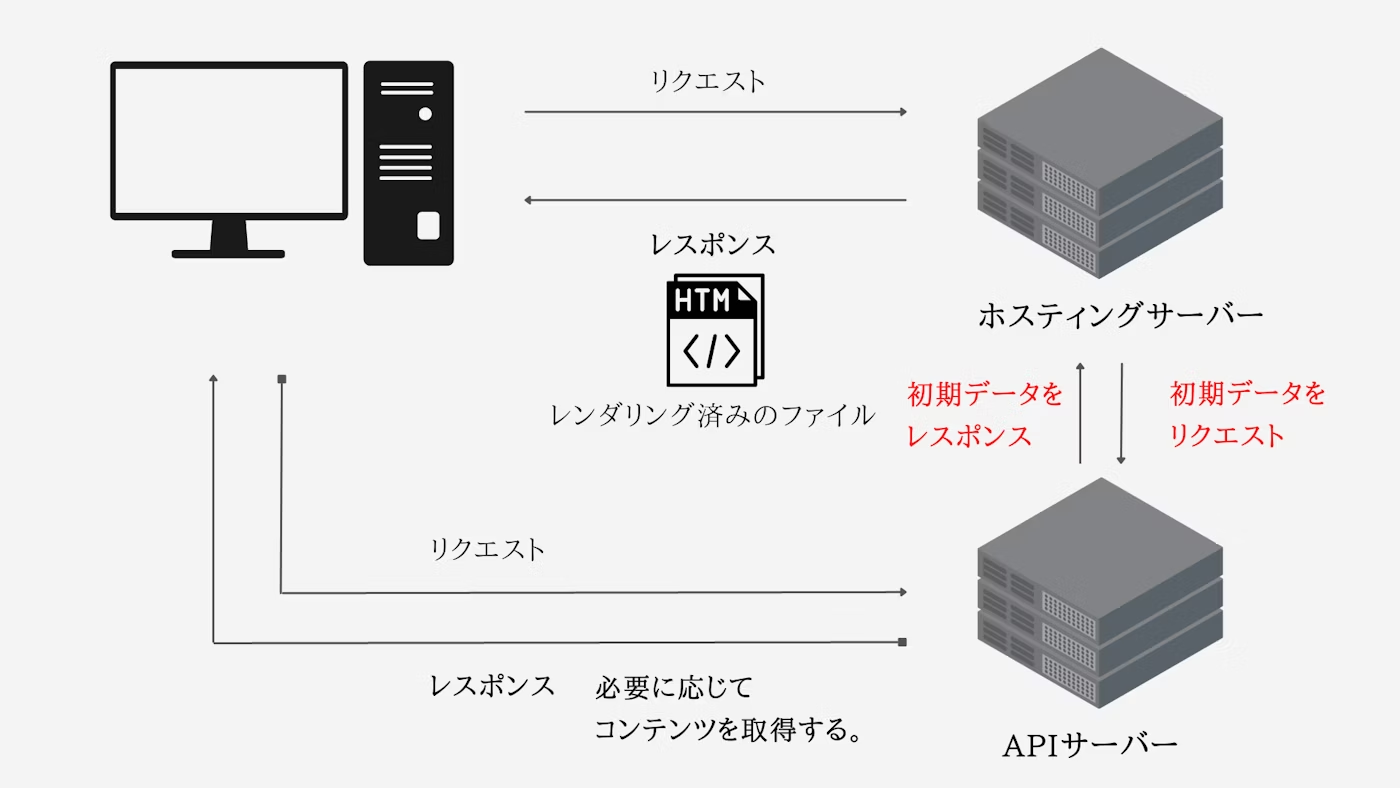 リクエスト
レスポンス
HTM
</>
レンダリング済みのファイル
ホスティングサーバー
初期データを
レスポンス
初期データを
リクエスト
リクエスト
レスポンス
必要に応じて
コンテンツを取得する。
APIサーバー